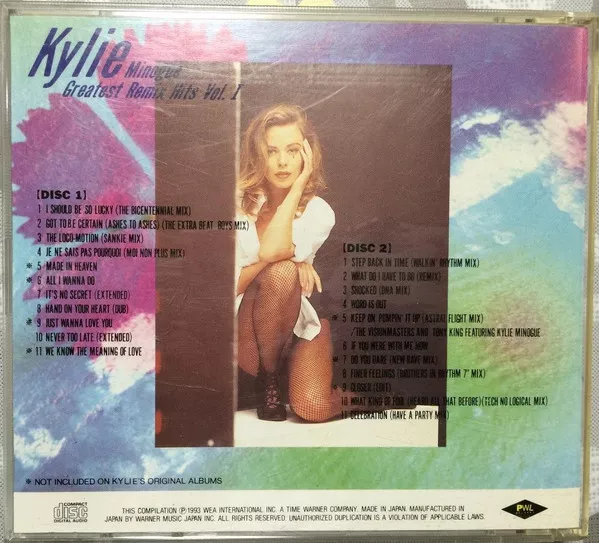 Kylie
Minogue
Greatest Remix Hits Vol. I
[DISC 1]
1 I SHOULD BE SO LUCKY (THE BICENTENNIAL MIX)
2 GOT TO BE CERTAIN (ASHES TO ASHES) (THE EXTRA BEAT BOYS MIX)
3 THE LOCO-MOTION (SANKIE MIX)
4 JE NE SAIS PAS POURQUOI (MOI NON PLUS MIX)
* 5 MADE IN HEAVEN
* 6 ALL I WANNA DO
7 IT'S NO SECRET (EXTENDED)
8 HAND ON YOUR HEART (DUB)
* 9 JUST WANNA LOVE YOU
10 NEVER TOO LATE (EXTENDED)
* 11 WE KNOW THE MEANING OF LOVE
[DISC 2]
1 STEP BACK IN TIME (WALKIN' RHYTHM MIX)
2 WHAT DO I HAVE TO DO (REMIX)
3 SHOCKED (DNA MIX)
4 WORD IS OUT
* 5 KEEP ON PUMPIN' IT UP (ASTRAL FLIGHT MIX)
/THE VISIONMASTERS AND TONY KING FEATURING KYLIE MINOGUE
6 IF YOU WERE WITH ME NOW
* 7 DO YOU DARE (NEW RAVE MIX)
8 FINER FEELINGS (BROTHERS IN RHYTHM 7" MIX)
* 9 CLOSER (EDIT)
10 WHAT KIND OF FOOL (HEARD ALL THAT BEFORE) (TECH NO LOGICAL MIX)
11 CELEBRATION (HAVE A PARTY MIX)
* NOT INCLUDED ON KYLIE'S ORIGINAL ALBUMS
COMPACT
disc
DIGITAL AUDIO
THIS COMPILATION ℗ 1993 WEA INTERNATIONAL INC. A TIME WARNER COMPANY. MADE IN JAPAN. MANUFACTURED IN
JAPAN BY WARNER MUSIC JAPAN INC. ALL RIGHTS RESERVED. UNAUTHORIZED DUPLICATION IS A VIOLATION OF APPLICABLE LAWS.
PWL